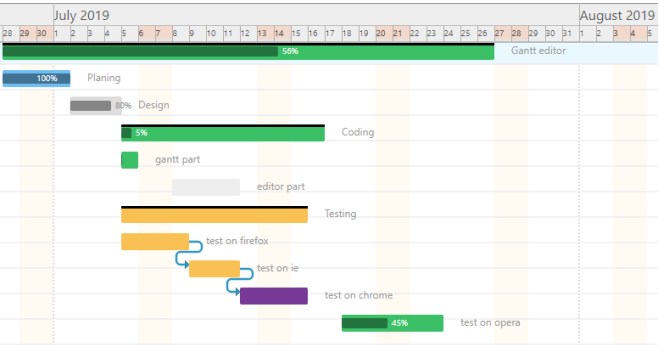 July 2019 August 2019
28 29 30 1 2 3 4 5 6 7 8 9 10 11 12 13 14 15 16 17 18 19 20 21 22 23 24 25 26 27 28 29 30 31 1 2 3 4 5
56% Gantt editor
100% Planing
80% Design
5% Coding
gantt part
editor part
Testing
test on firefox
test on ie
test on chrome
45% test on opera